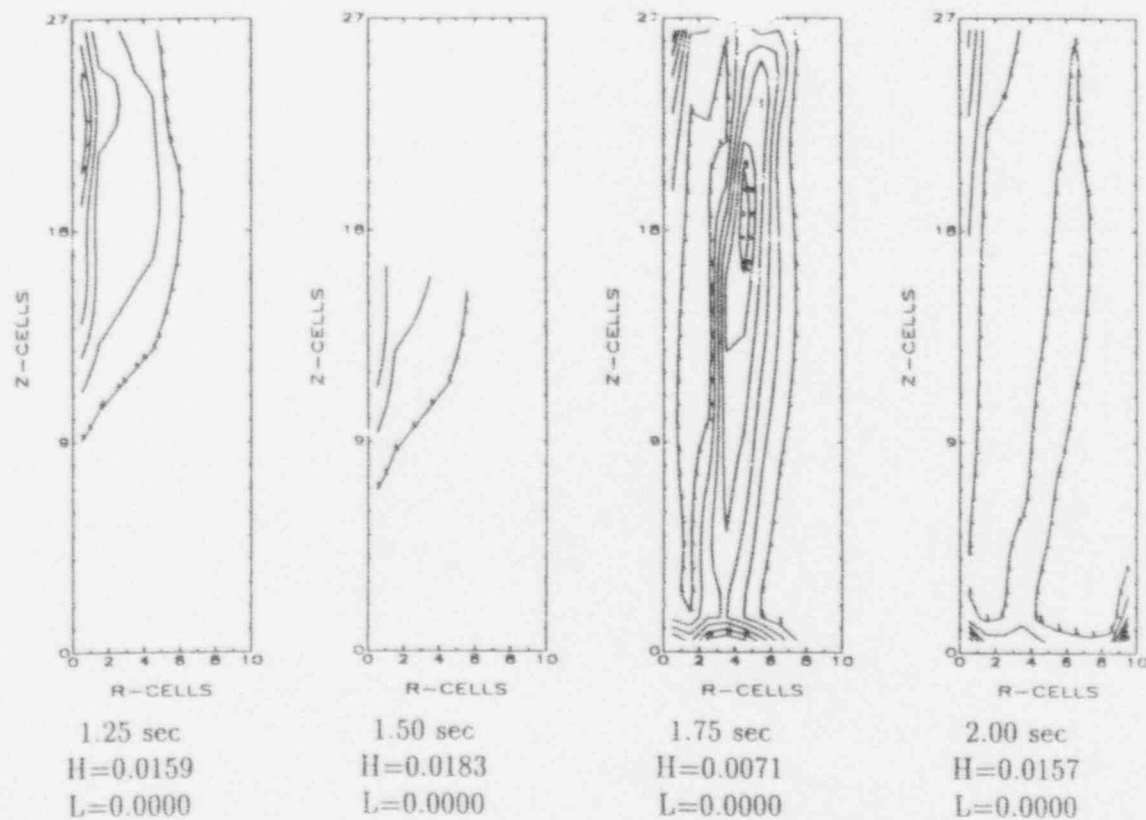 27 27 27 27
18 18 18 18
Z-CELLS Z-CELLS Z-CELLS Z-CELLS
9 9 9 9
0 0 0 0
0 2 4 6 8 10 0 2 4 6 8 10 0 2 4 6 8 10 0 2 4 6 8 10
R-CELLS R-CELLS R-CELLS R-CELLS
1.25 sec 1.50 sec 1.75 sec 2.00 sec
H=0.0159 H=0.0183 H=0.0071 H=0.0157
L=0.0000 L=0.0000 L=0.0000 L=0.0000